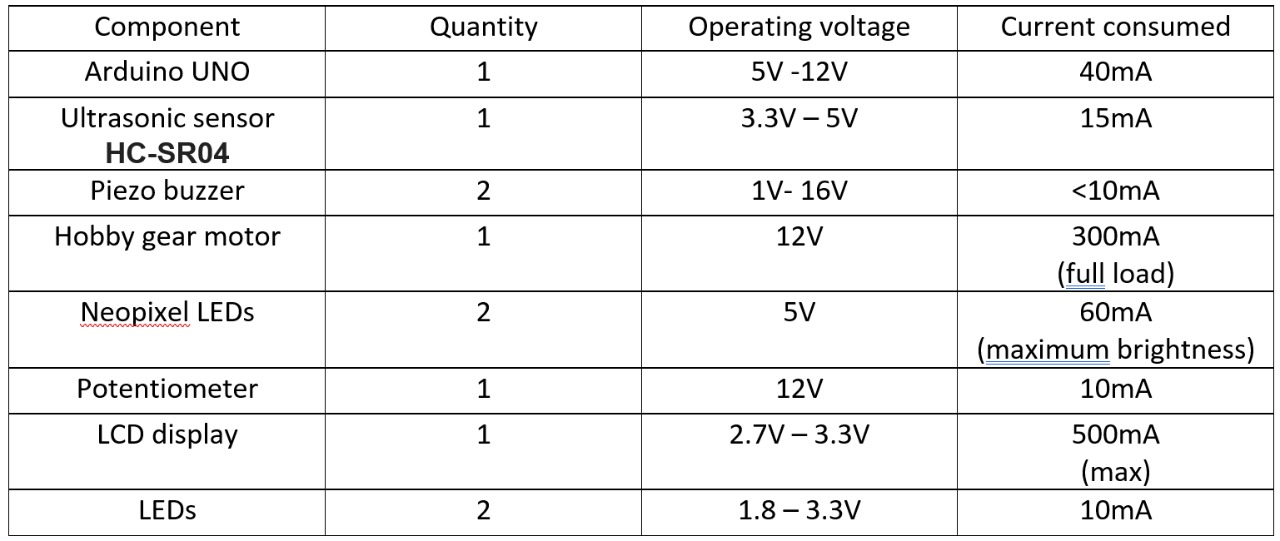 Component Quantity Operating voltage Current consumed
Arduino UNO 1 5V -12V 40mA
Ultrasonic sensor 1 3.3V – 5V 15mA
HC-SR04
Piezo buzzer 2 1V- 16V <10mA
Hobby gear motor 1 12V 300mA
(full load)
Neopixel LEDs 2 5V 60mA
(maximum brightness)
Potentiometer 1 12V 10mA
LCD display 1 2.7V – 3.3V 500mA
(max)
LEDs 2 1.8 – 3.3V 10mA